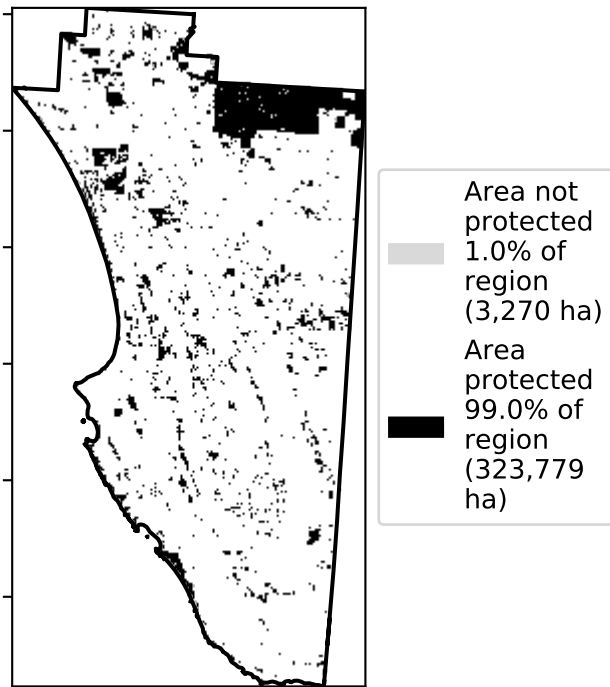 Area not
protected
1.0% of
region
(3,270 ha)
Area
protected
99.0% of
region
(323,779
ha)